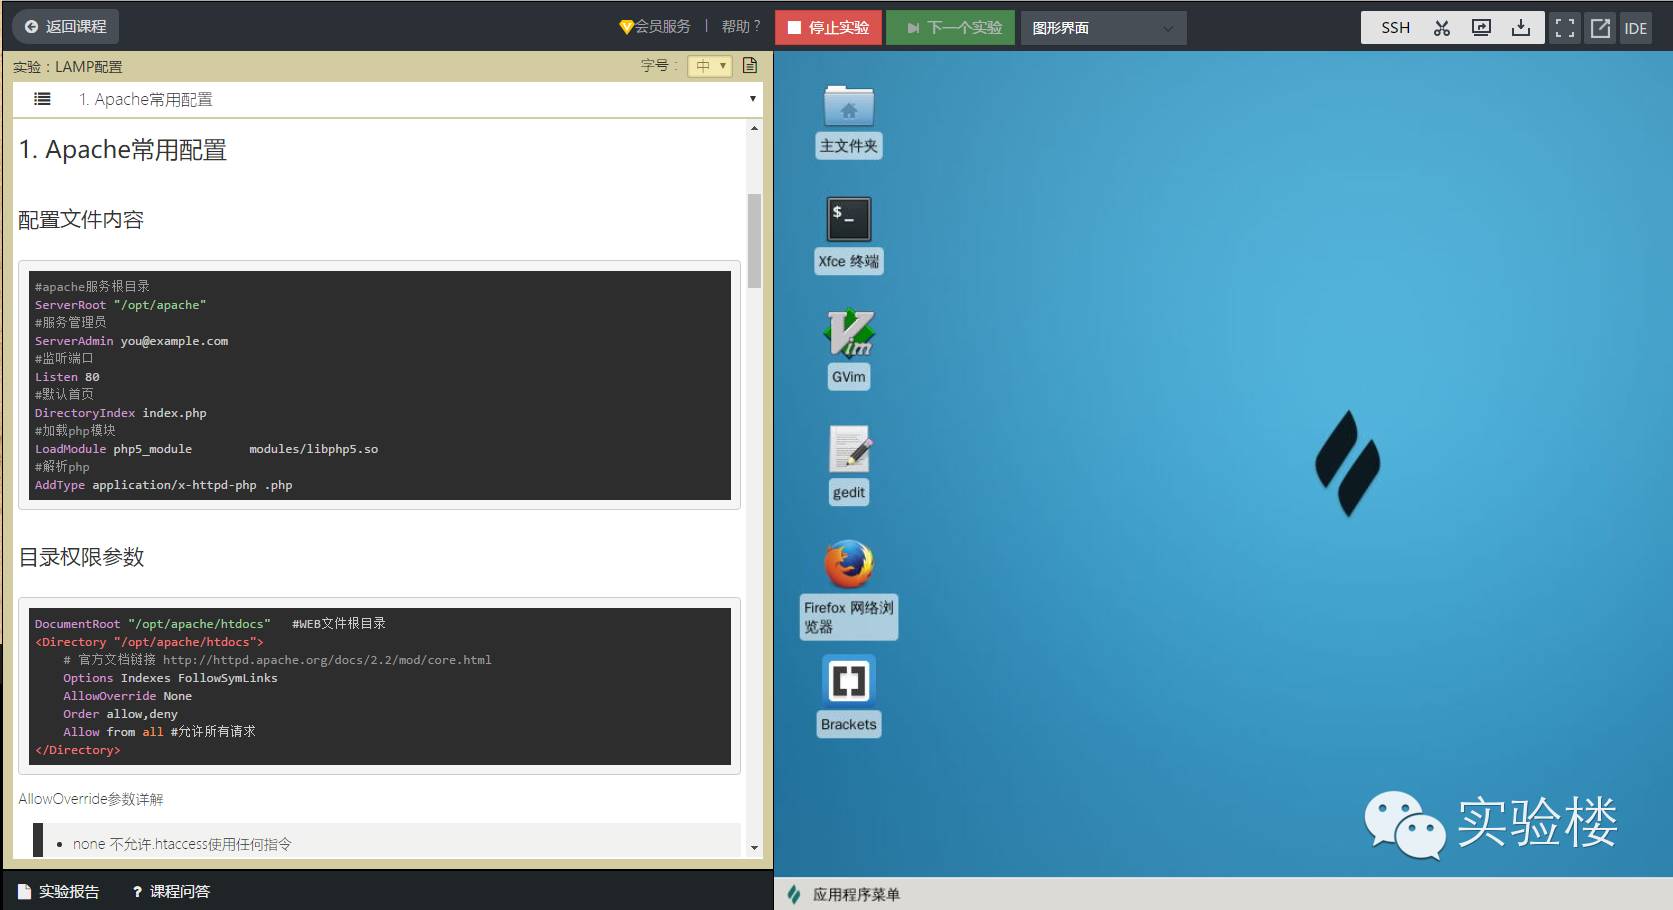 返回课程
会员服务 | 帮助 ?
停止实验
下一个实验
图形界面
SSH
IDE
实验：LAMP配置
字号：
中
1. Apache常用配置
1. Apache常用配置
配置文件内容
#apache服务根目录
ServerRoot "/opt/apache"
#服务管理员
ServerAdmin you@example.com
#监听端口
Listen 80
#默认首页
DirectoryIndex index.php
#加载php模块
LoadModule php5_module        modules/libphp5.so
#解析php
AddType application/x-httpd-php .php
目录权限参数
DocumentRoot "/opt/apache/htdocs"   #WEB文件根目录
<Directory "/opt/apache/htdocs">
    # 官方文档链接 http://httpd.apache.org/docs/2.2/mod/core.html
    Options Indexes FollowSymLinks
    AllowOverride None
    Order allow,deny
    Allow from all #允许所有请求
</Directory>
AllowOverride参数详解
• none 不允许.htaccess使用任何指令
实验报告
? 课程问答
主文件夹
$_
Xfce 终端
Vim
GVim
gedit
Firefox 网络浏
览器
Brackets
实验楼
应用程序菜单